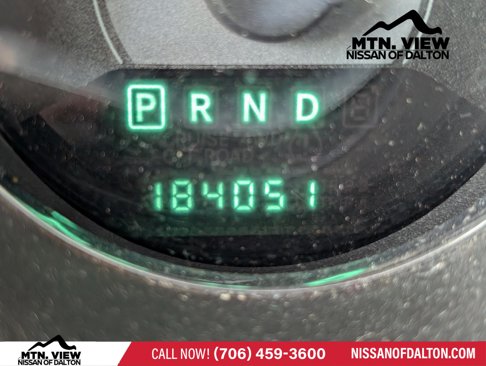 MTN. VIEW
NISSAN OF DALTON
P R N D
184051
MTN. VIEW
NISSAN OF DALTON
CALL NOW! (706) 459-3600
NISSANOFDALTON.COM